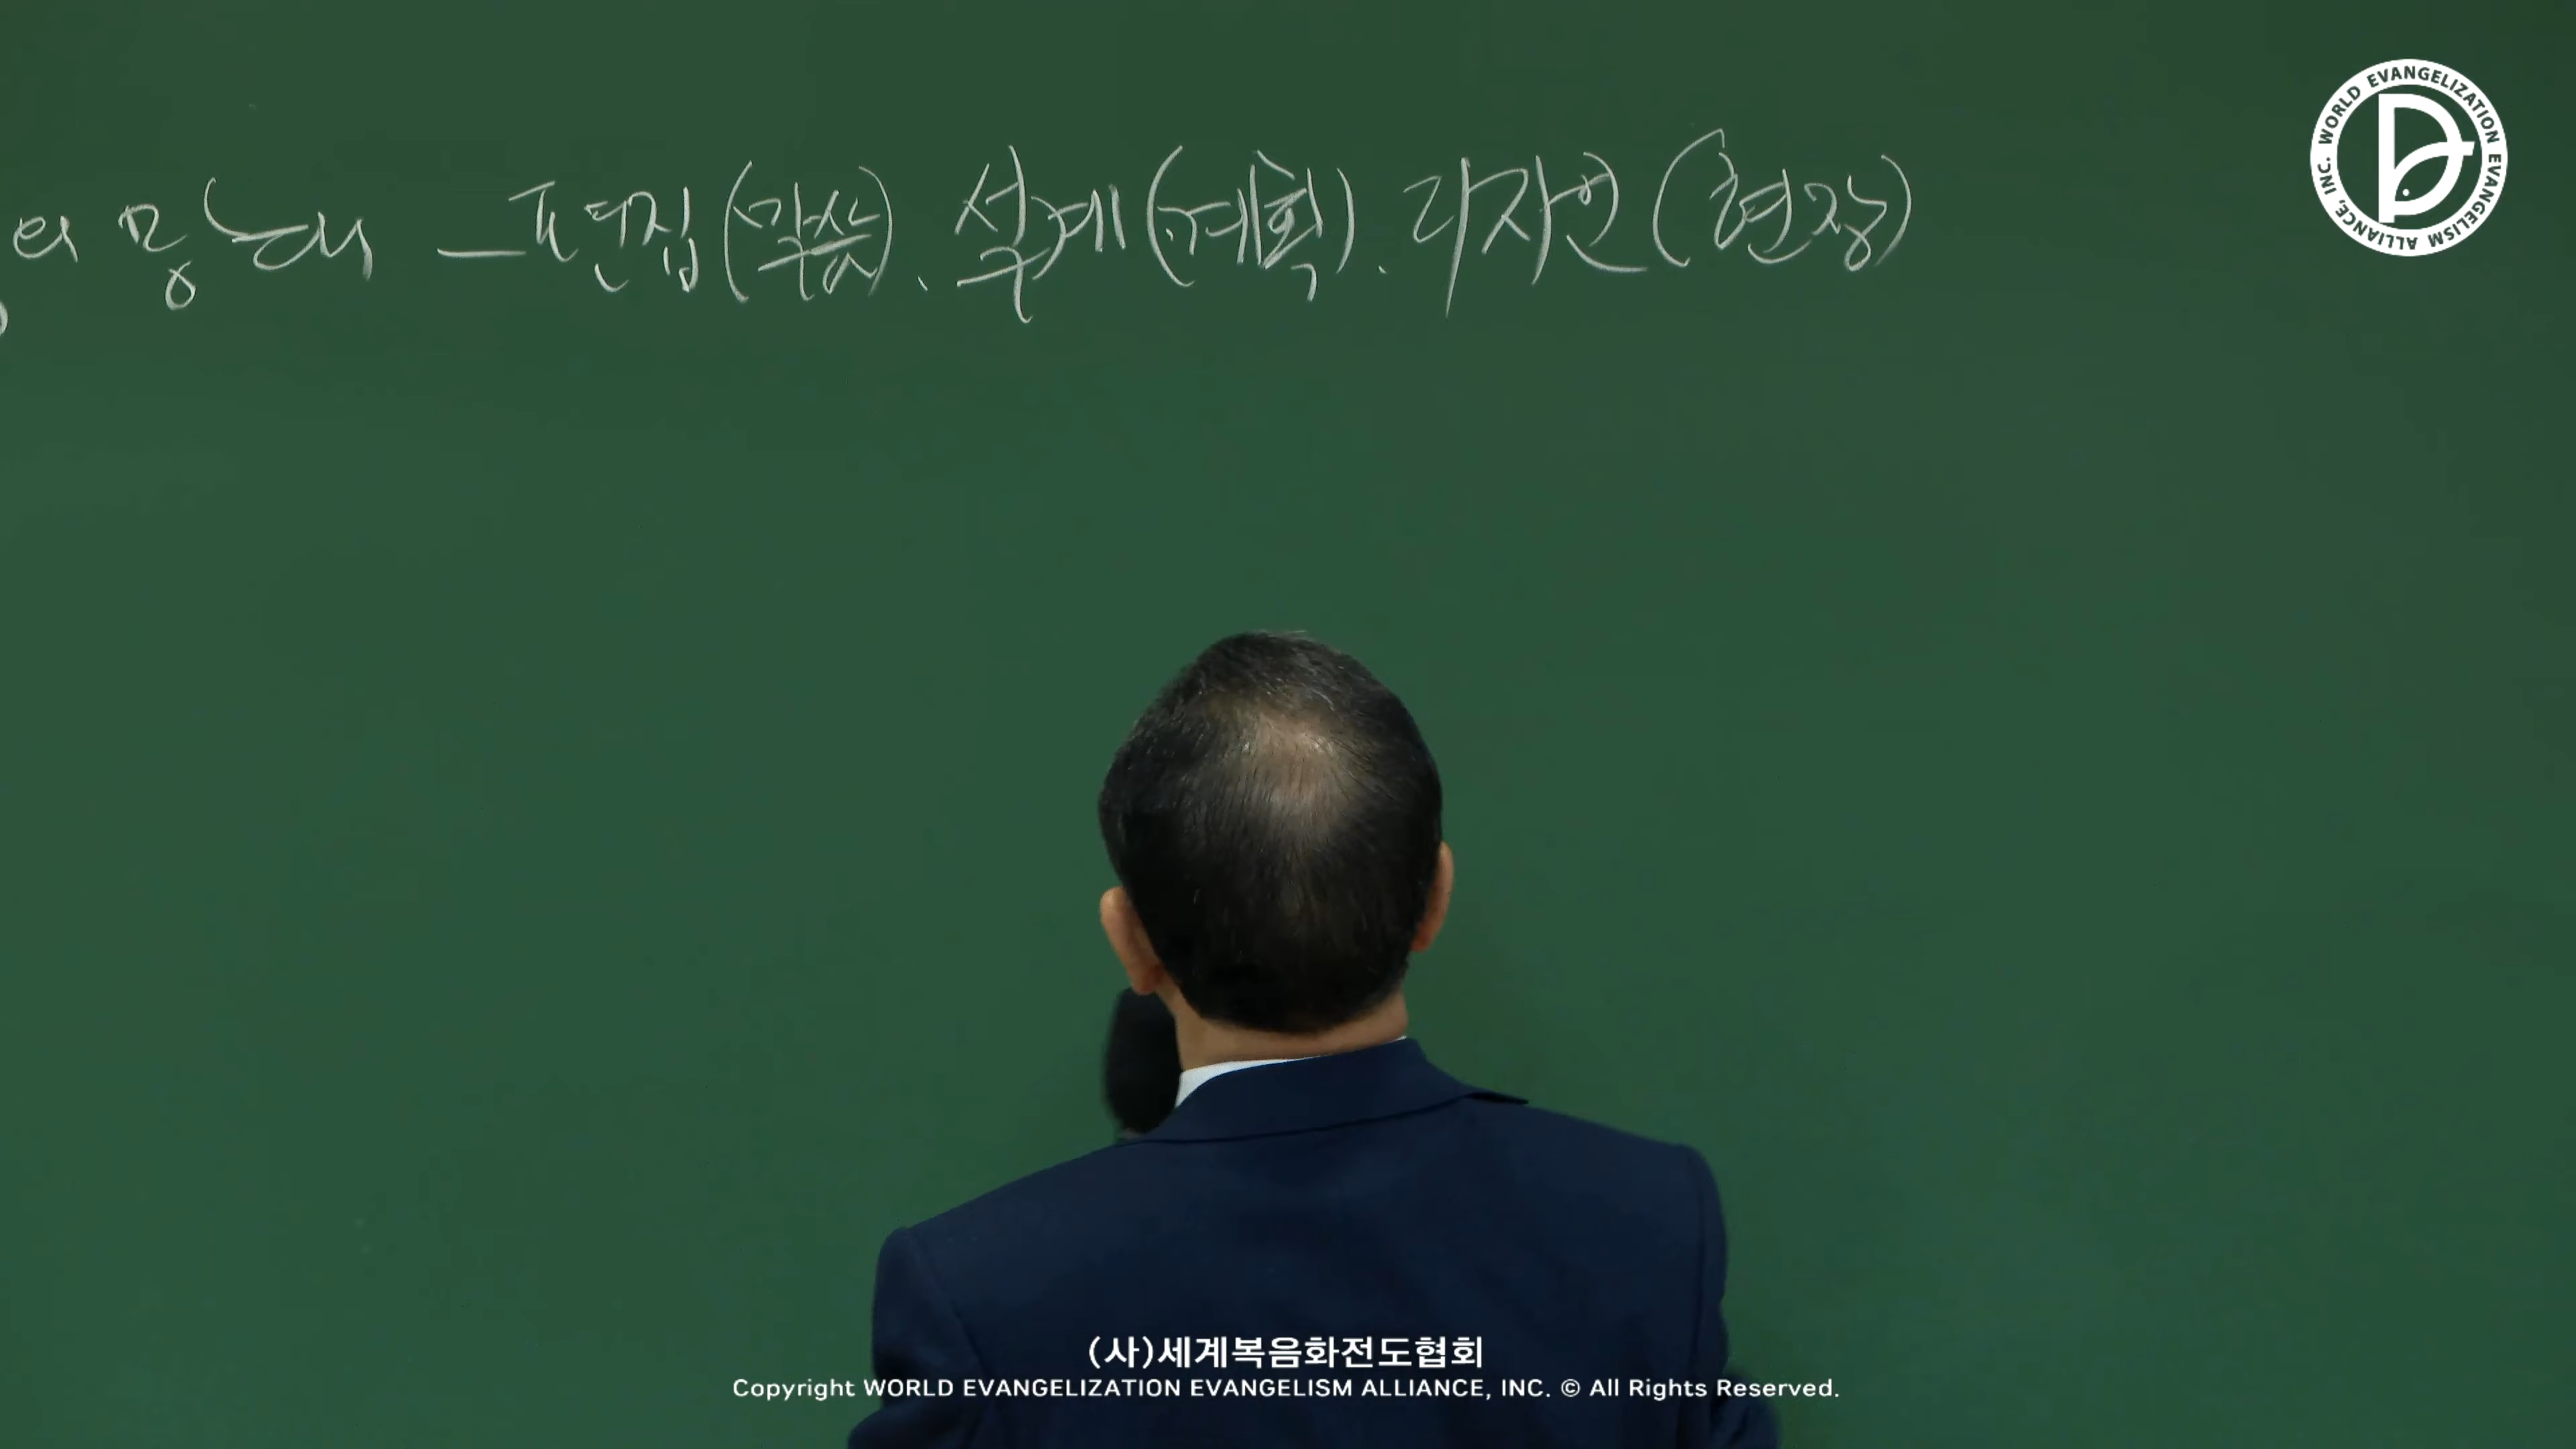 의 망대 – 편집(말씀). 설계(계획). 디자인(현장)
WORLD EVANGELIZATION EVANGELISM ALLIANCE, INC.
(사)세계복음화전도협회
Copyright WORLD EVANGELIZATION EVANGELISM ALLIANCE, INC. © All Rights Reserved.